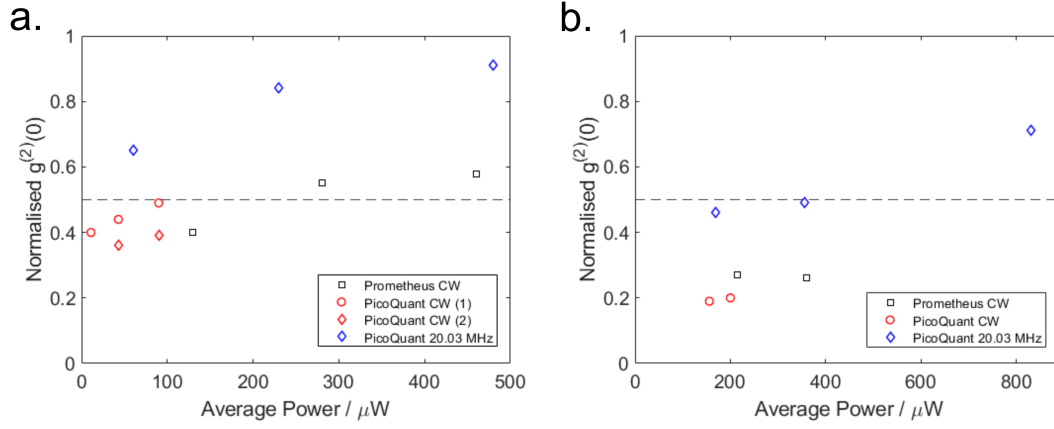 a.
Normalised g^(2)(0)
1
0.8
0.6
0.4
0.2
0
0 100 200 300 400 500
Average Power / μW
Prometheus CW
PicoQuant CW (1)
PicoQuant CW (2)
PicoQuant 20.03 MHz
b.
Normalised g^(2)(0)
1
0.8
0.6
0.4
0.2
0
0 200 400 600 800
Average Power / μW
Prometheus CW
PicoQuant CW
PicoQuant 20.03 MHz